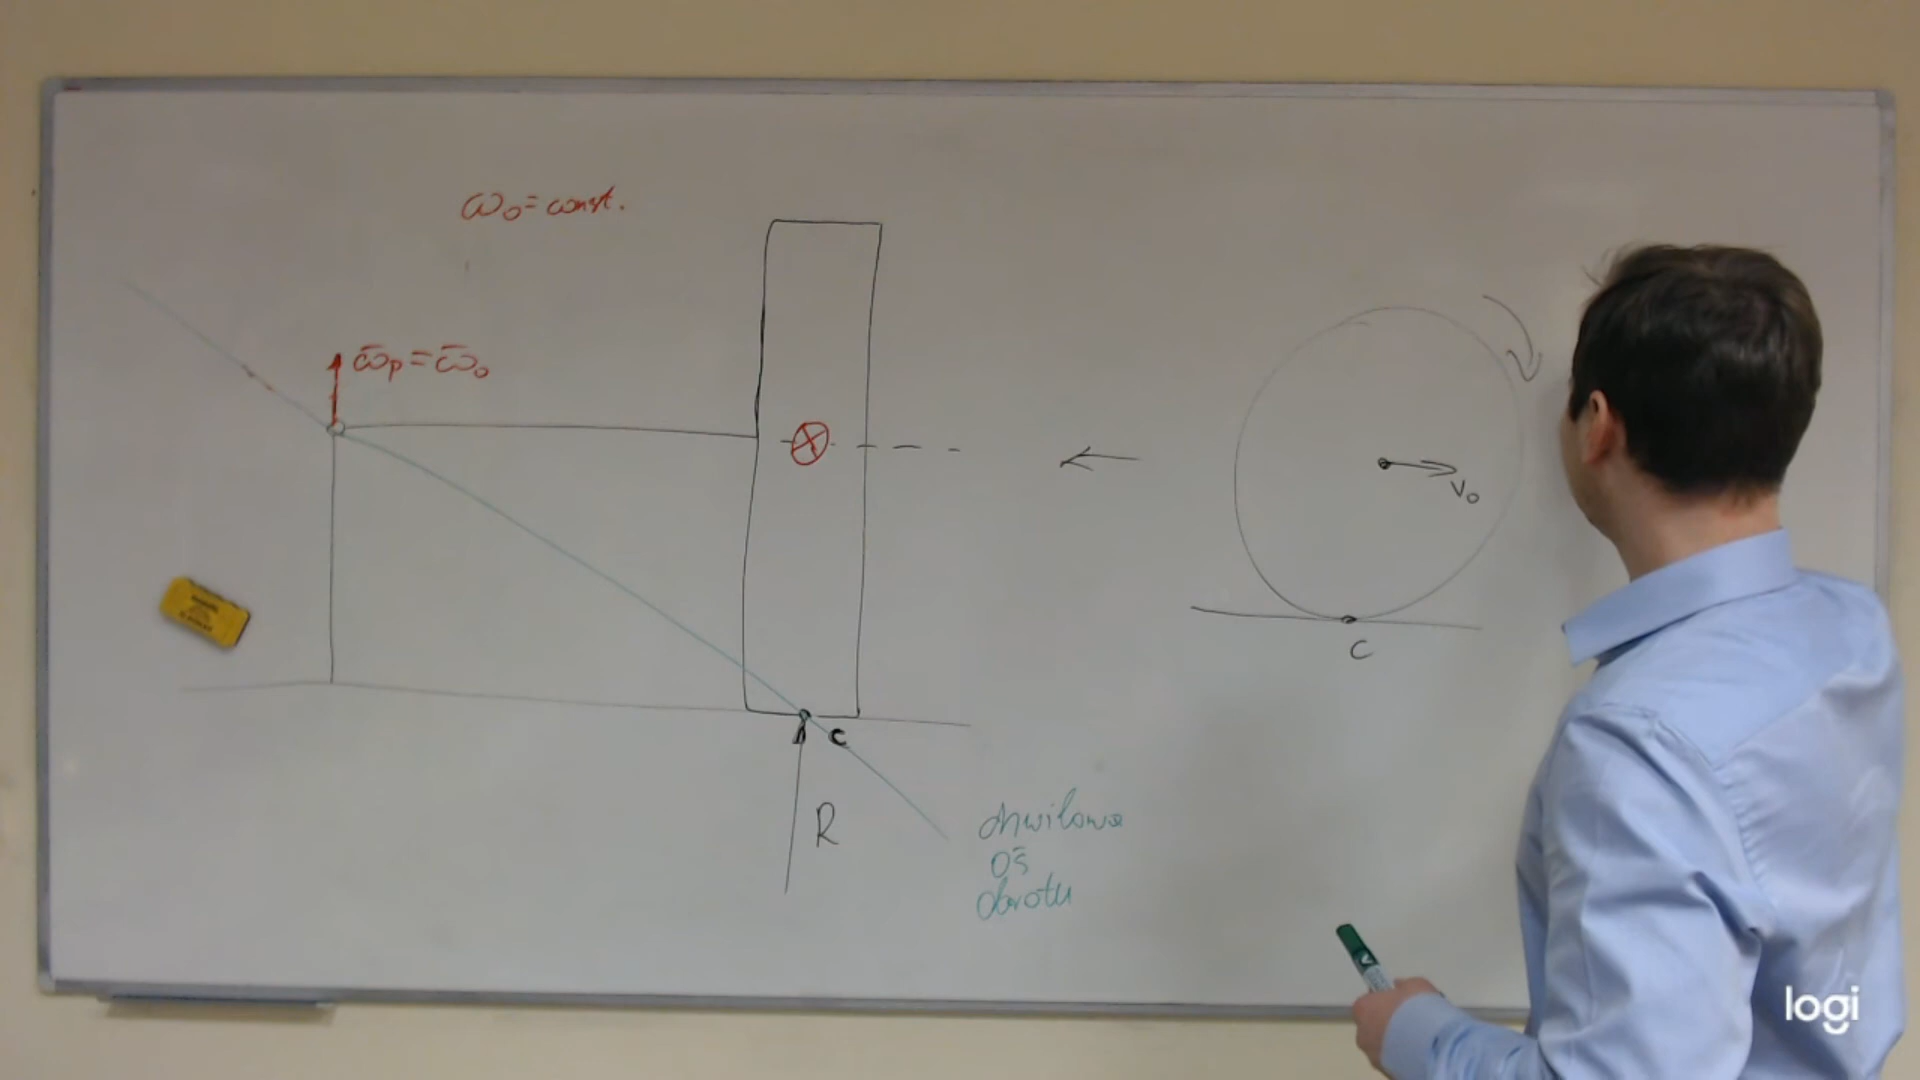 ω₀ = const.
ω̄ₚ = ω̄₀
V₀
C
C
R
chwilowa
oś
obrotu
logi